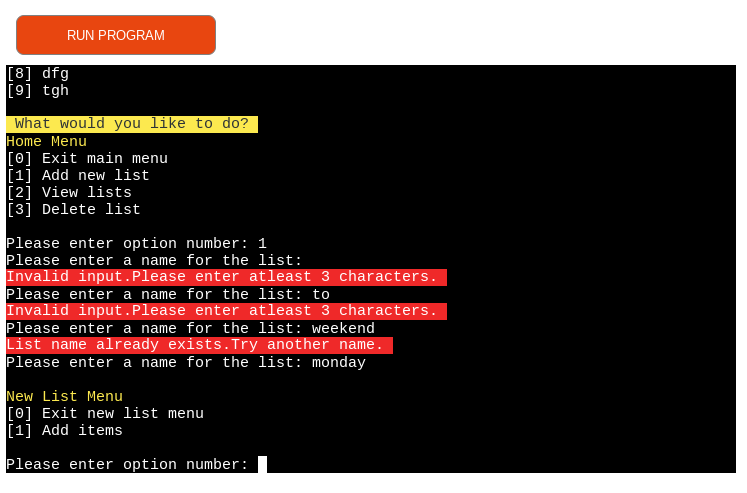 RUN PROGRAM
[8] dfg
[9] tgh
What would you like to do?
Home Menu
[0] Exit main menu
[1] Add new list
[2] View lists
[3] Delete list
Please enter option number: 1
Please enter a name for the list:
Invalid input.Please enter atleast 3 characters.
Please enter a name for the list: to
Invalid input.Please enter atleast 3 characters.
Please enter a name for the list: weekend
List name already exists.Try another name.
Please enter a name for the list: monday
New List Menu
[0] Exit new list menu
[1] Add items
Please enter option number: